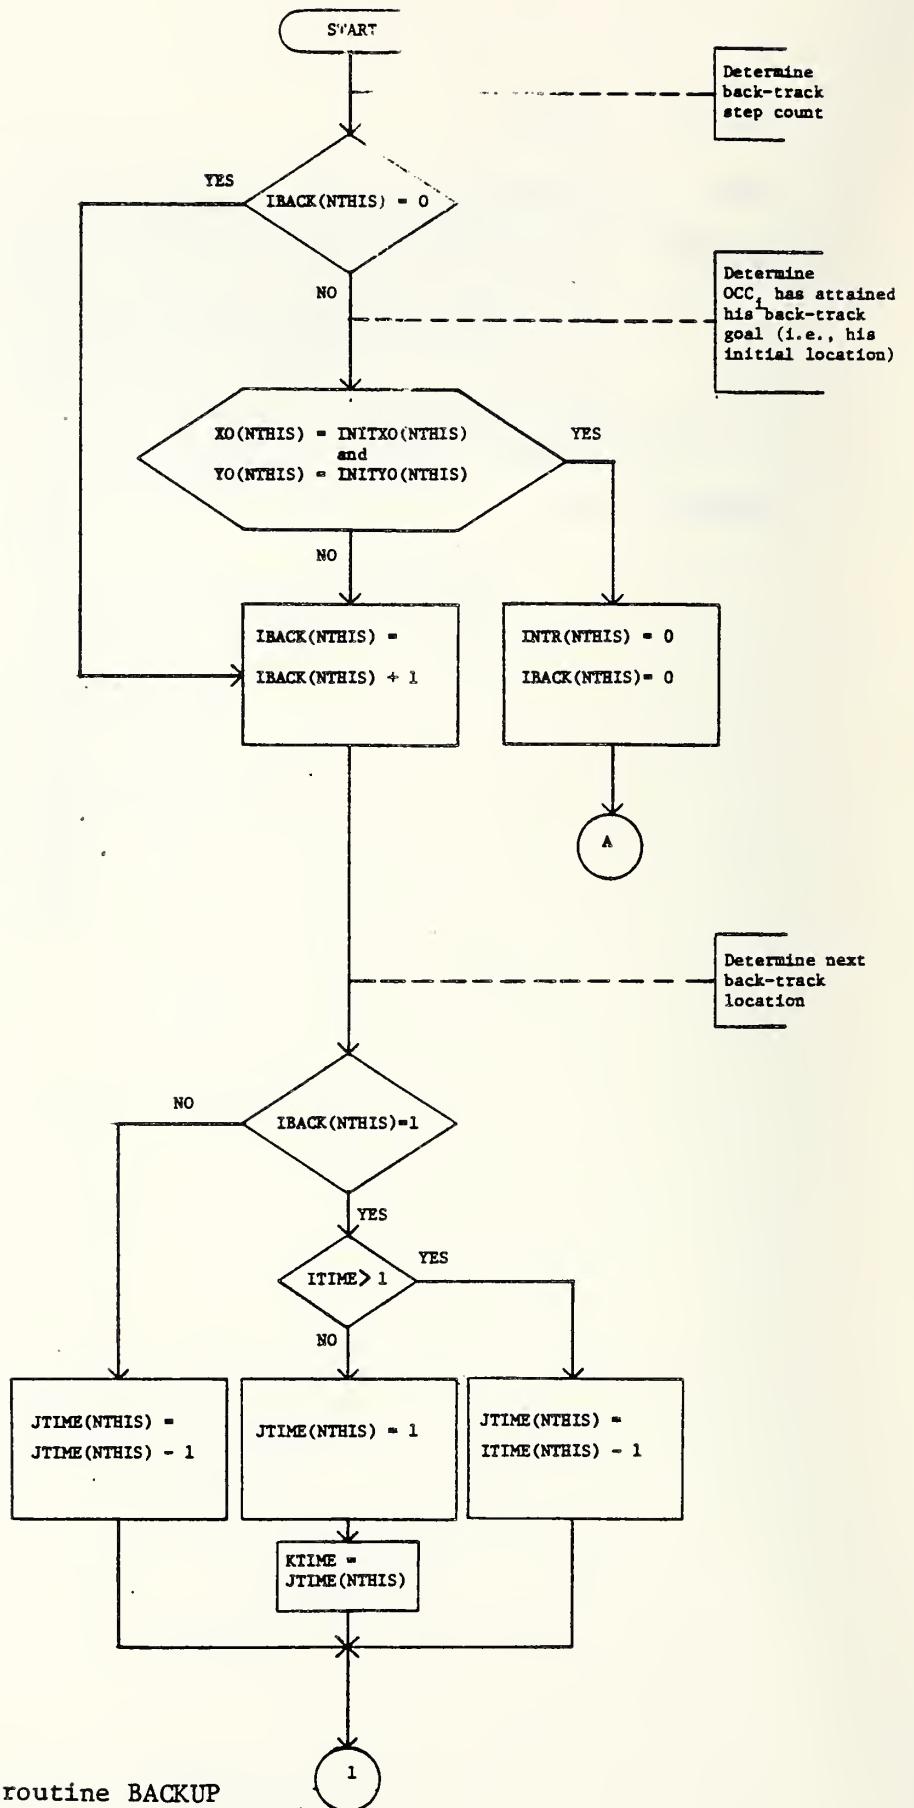 START
Determine
back-track
step count
YES
IBACK(NTHIS) = 0
NO
Determine
OCCi has attained
his back-track
goal (i.e., his
initial location)
XO(NTHIS) = INITXO(NTHIS)
and
YO(NTHIS) = INITYO(NTHIS)
YES
NO
IBACK(NTHIS) =
IBACK(NTHIS) + 1
INTR(NTHIS) = 0
IBACK(NTHIS)= 0
A
Determine next
back-track
location
NO
IBACK(NTHIS)=1
YES
ITIME> 1
YES
NO
JTIME(NTHIS) =
JTIME(NTHIS) - 1
JTIME(NTHIS) = 1
JTIME(NTHIS) =
ITIME(NTHIS) - 1
KTIME =
JTIME(NTHIS)
1
routine BACKUP